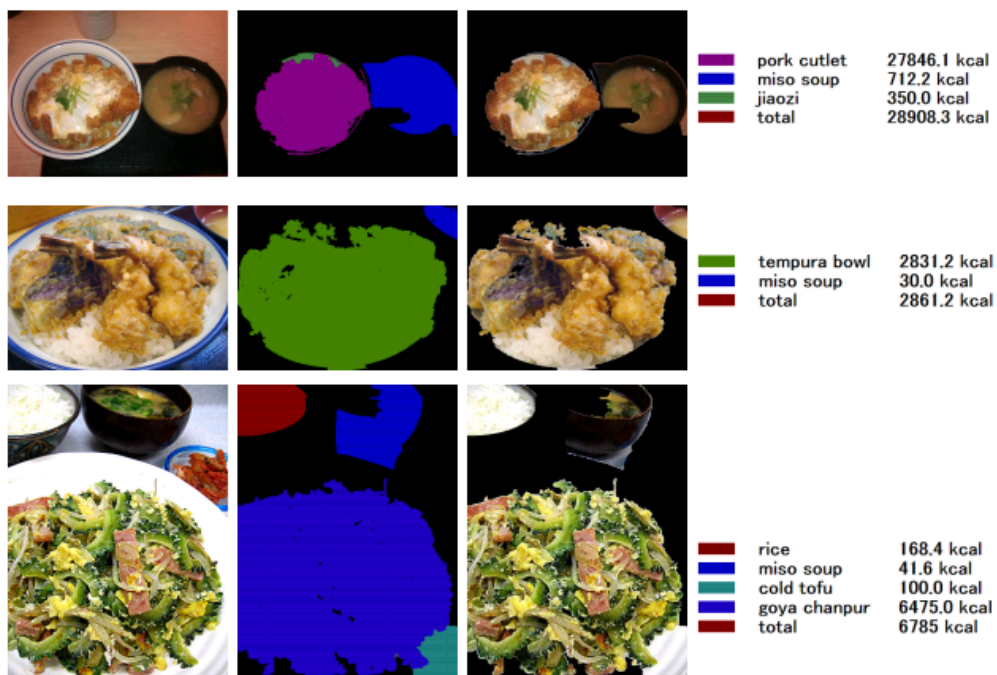 pork cutlet 27846.1 kcal
miso soup 712.2 kcal
jiaozi 350.0 kcal
total 28908.3 kcal
tempura bowl 2831.2 kcal
miso soup 30.0 kcal
total 2861.2 kcal
rice 168.4 kcal
miso soup 41.6 kcal
cold tofu 100.0 kcal
goya chanpur 6475.0 kcal
total 6785 kcal